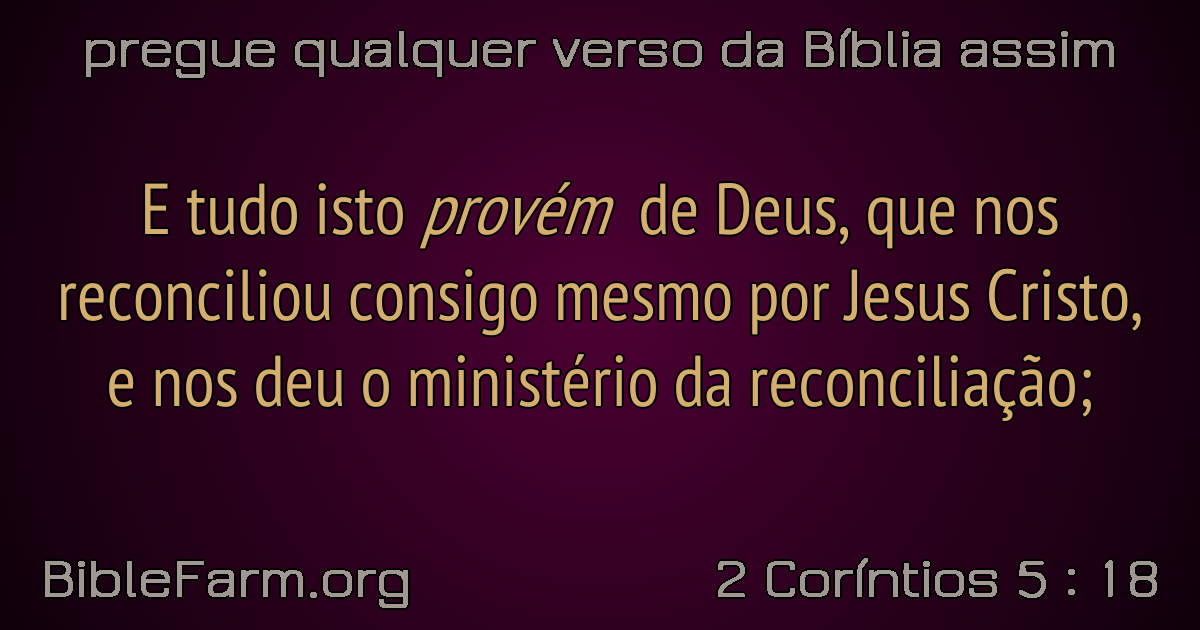 pregue qualquer verso da Bíblia assim
E tudo isto provém de Deus, que nos
reconciliou consigo mesmo por Jesus Cristo,
e nos deu o ministério da reconciliação;
BibleFarm.org
2 Coríntios 5 : 18